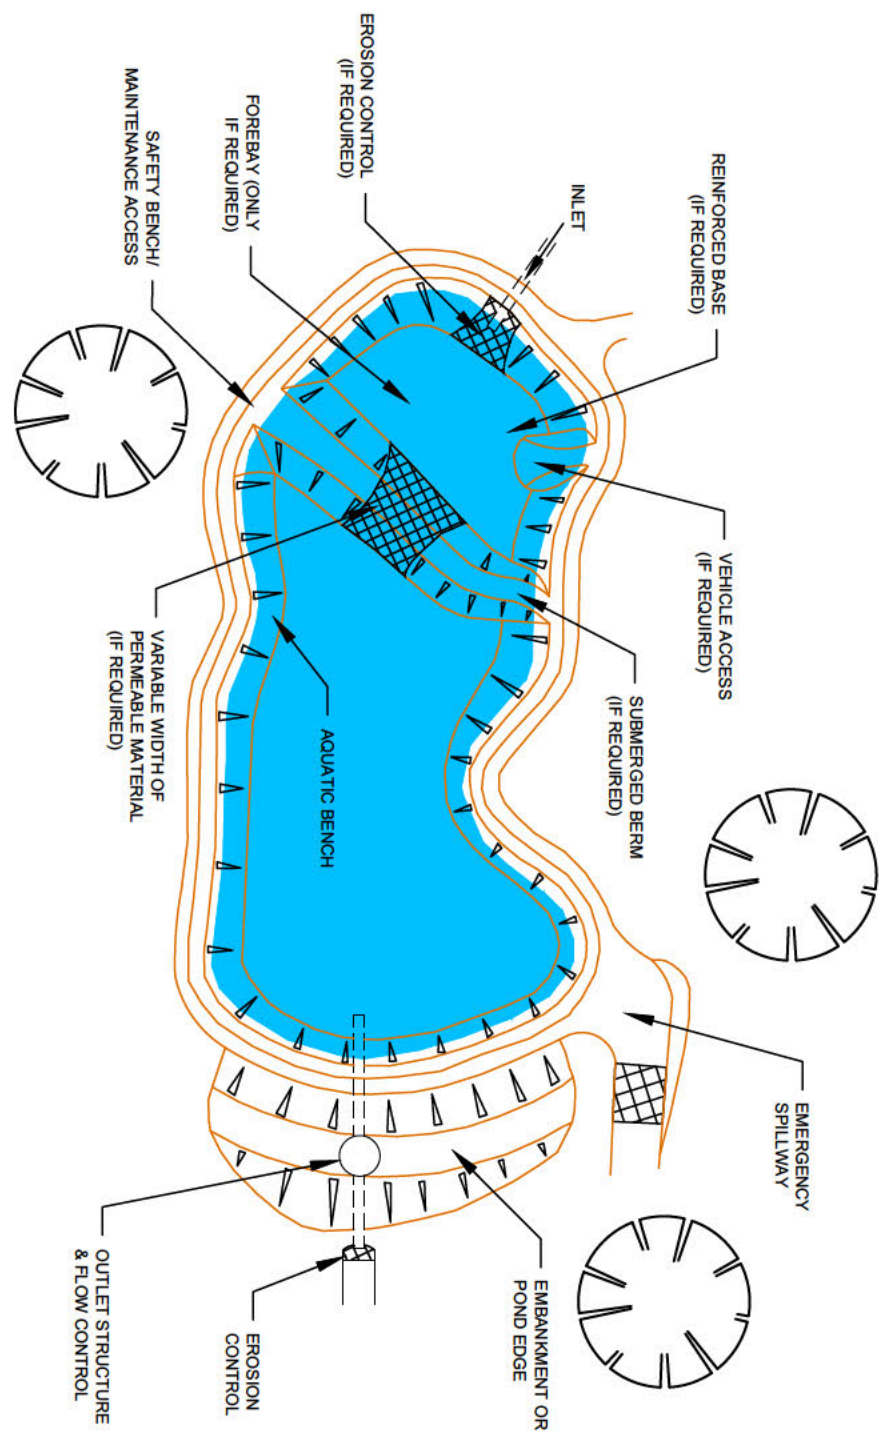 EROSION CONTROL
(IF REQUIRED)
FOREBAY (ONLY
IF REQUIRED)
SAFETY BENCH/
MAINTENANCE ACCESS
INLET
REINFORCED BASE
(IF REQUIRED)
VEHICLE ACCESS
(IF REQUIRED)
SUBMERGED BERM
(IF REQUIRED)
VARIABLE WIDTH OF
PERMEABLE MATERIAL
(IF REQUIRED)
AQUATIC BENCH
EMERGENCY
SPILLWAY
EMBANKMENT OR
POND EDGE
EROSION
CONTROL
OUTLET STRUCTURE
& FLOW CONTROL